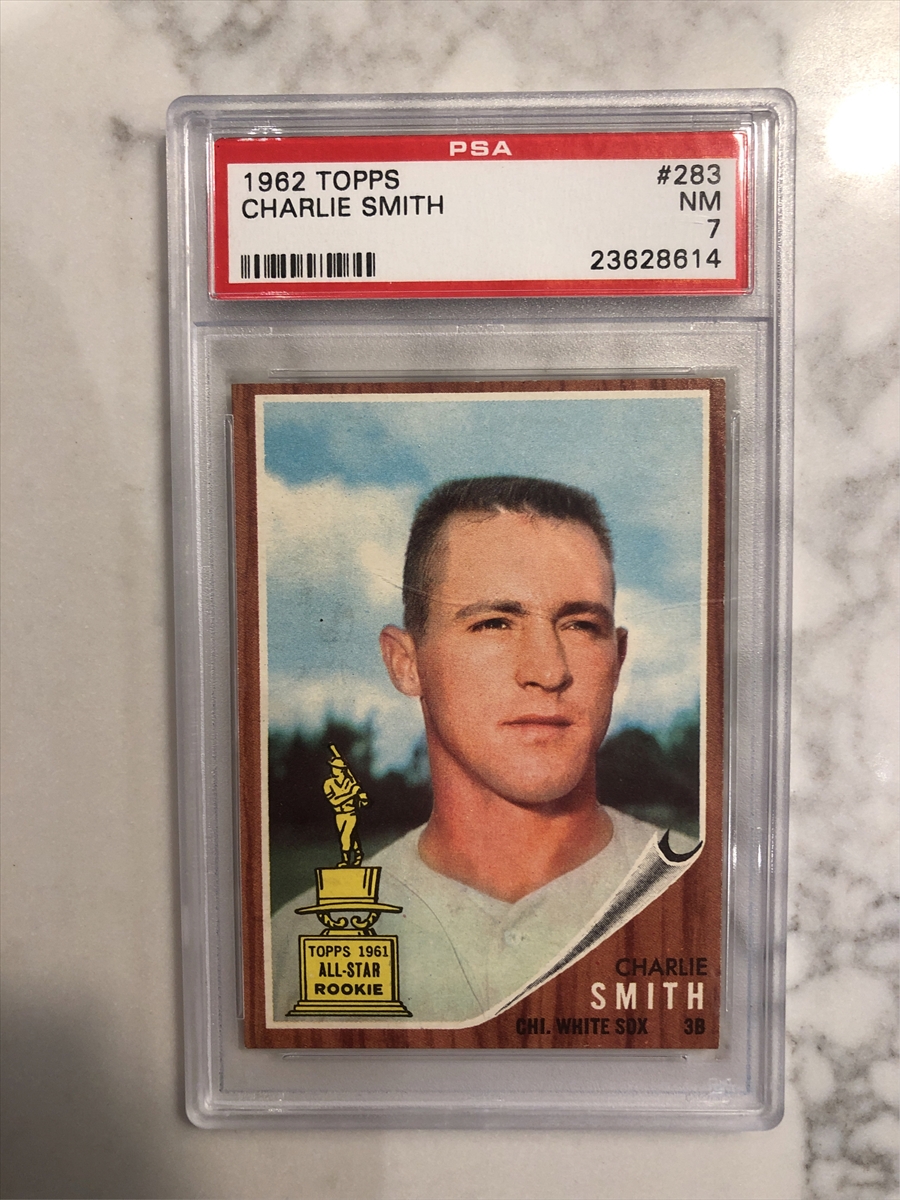 PSA
1962 TOPPS #283
CHARLIE SMITH NM
7
23628614
TOPPS 1961
ALL-STAR
ROOKIE
CHARLIE
SMITH
CHI. WHITE SOX 3B